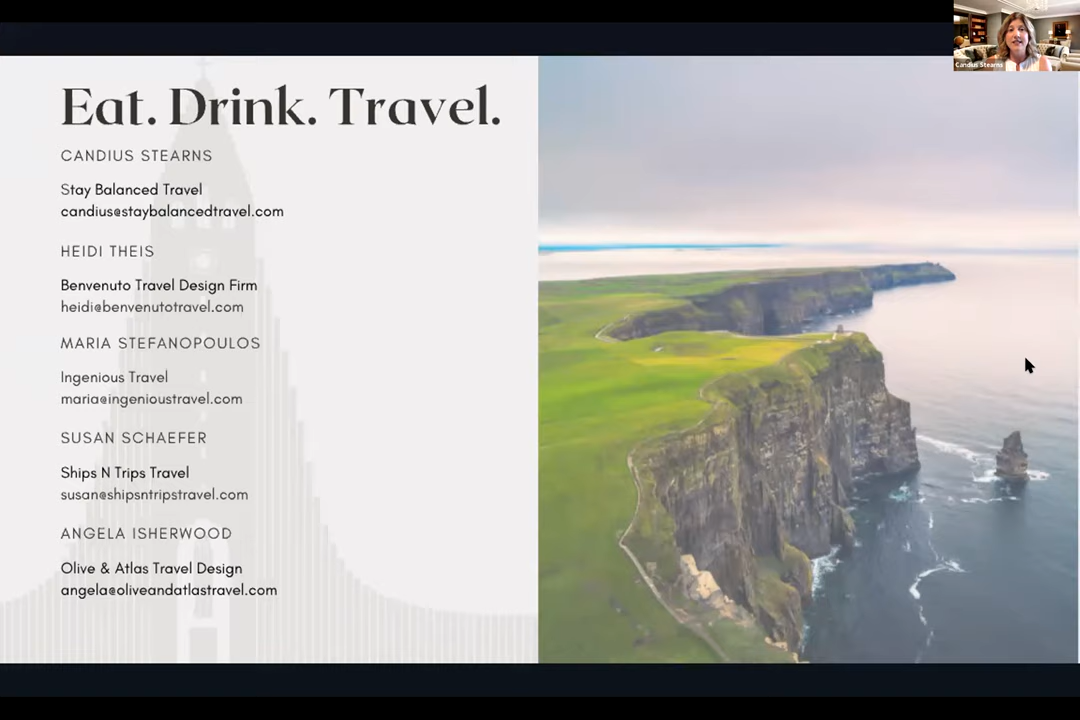 Eat. Drink. Travel.
CANDIUS STEARNS
Stay Balanced Travel
candius@staybalancedtravel.com
HEIDI THEIS
Benvenuto Travel Design Firm
heidi@benvenutotravel.com
MARIA STEFANOPOULOS
Ingenious Travel
maria@ingenioustravel.com
SUSAN SCHAEFER
Ships N Trips Travel
susan@shipsntripstravel.com
ANGELA ISHERWOOD
Olive & Atlas Travel Design
angela@oliveandatlastravel.com
Candius Stearns